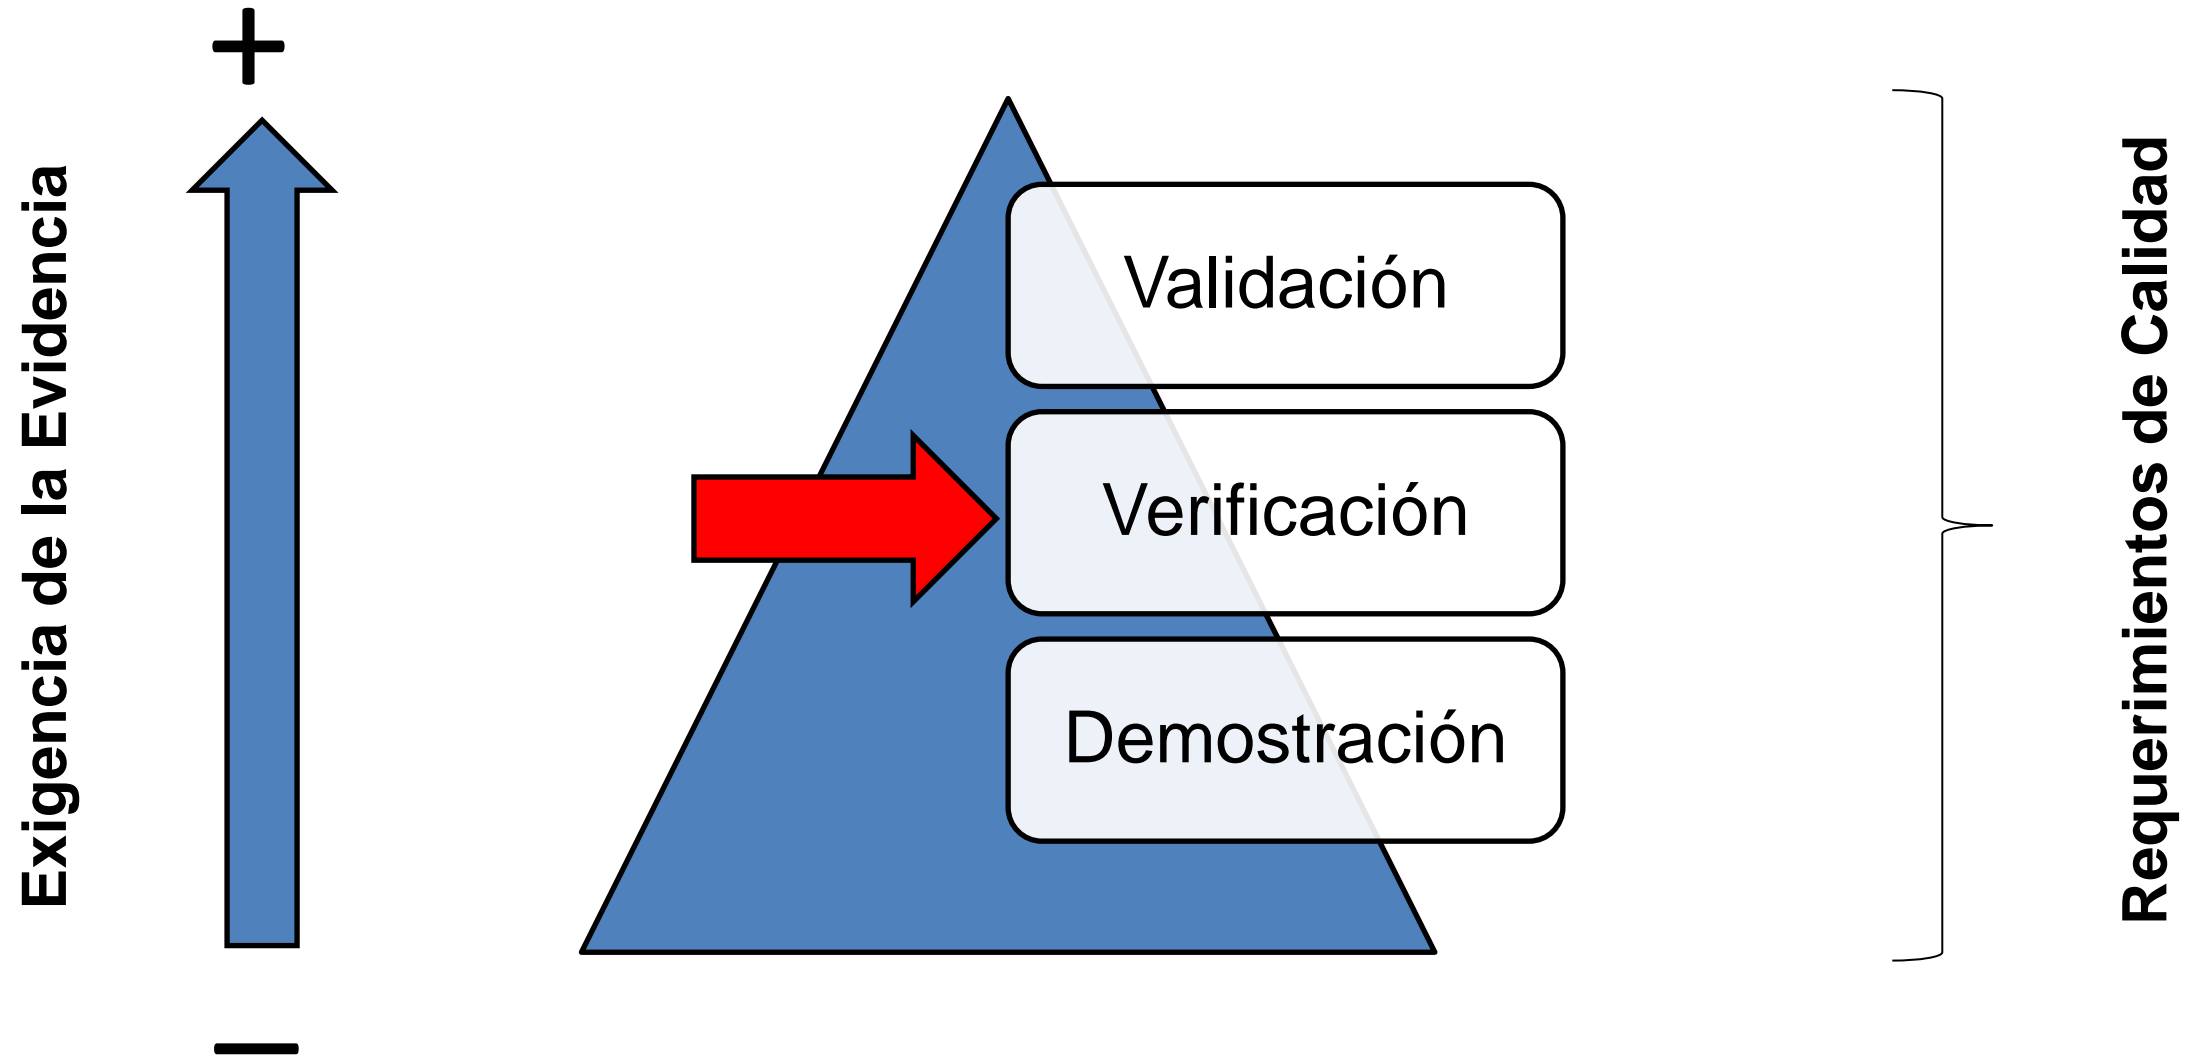 +
Exigencia de la Evidencia
Validación
Verificación
Demostración
Requerimientos de Calidad
−